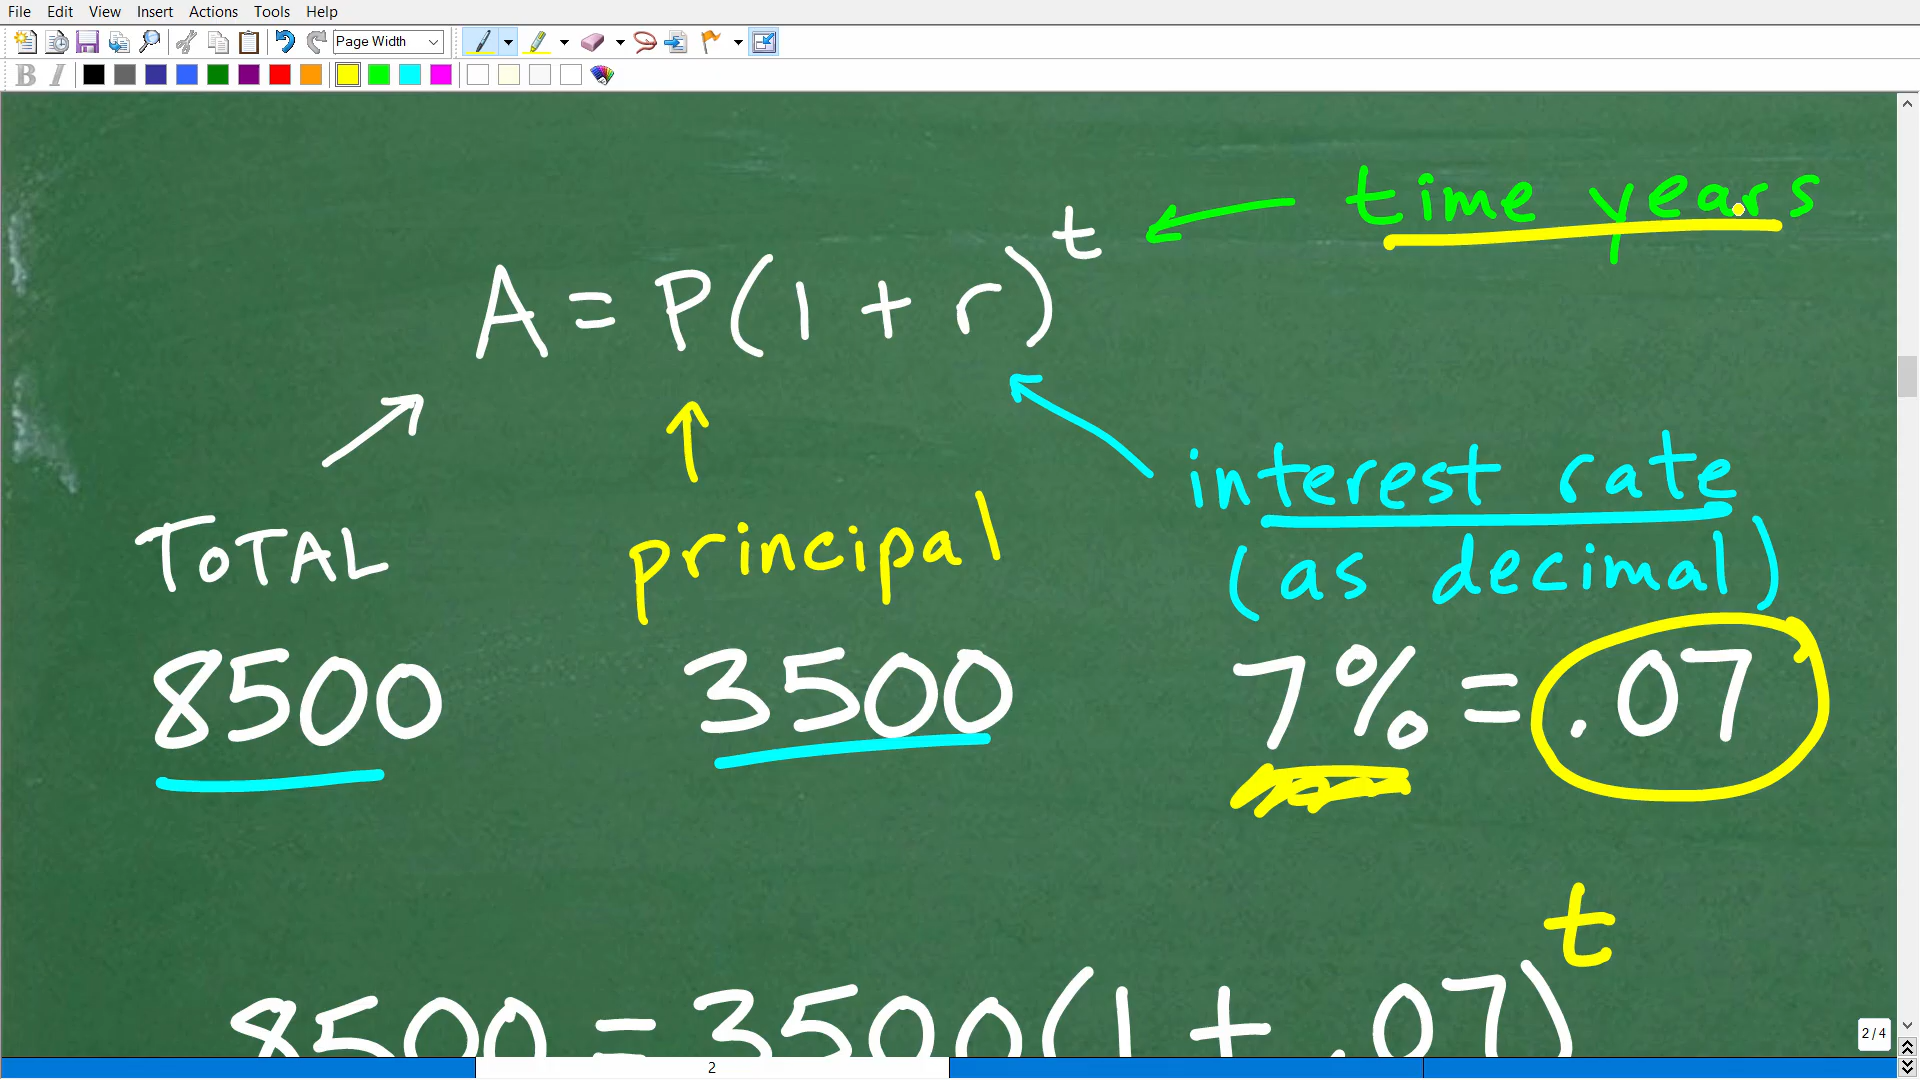 File Edit View Insert Actions Tools Help
Page Width
B I
time years
A = P(1 + r)^t
interest rate
TOTAL principal (as decimal)
8500 3500 7% = .07
8500 = 3500(1 + .07)^t
2 / 4
2